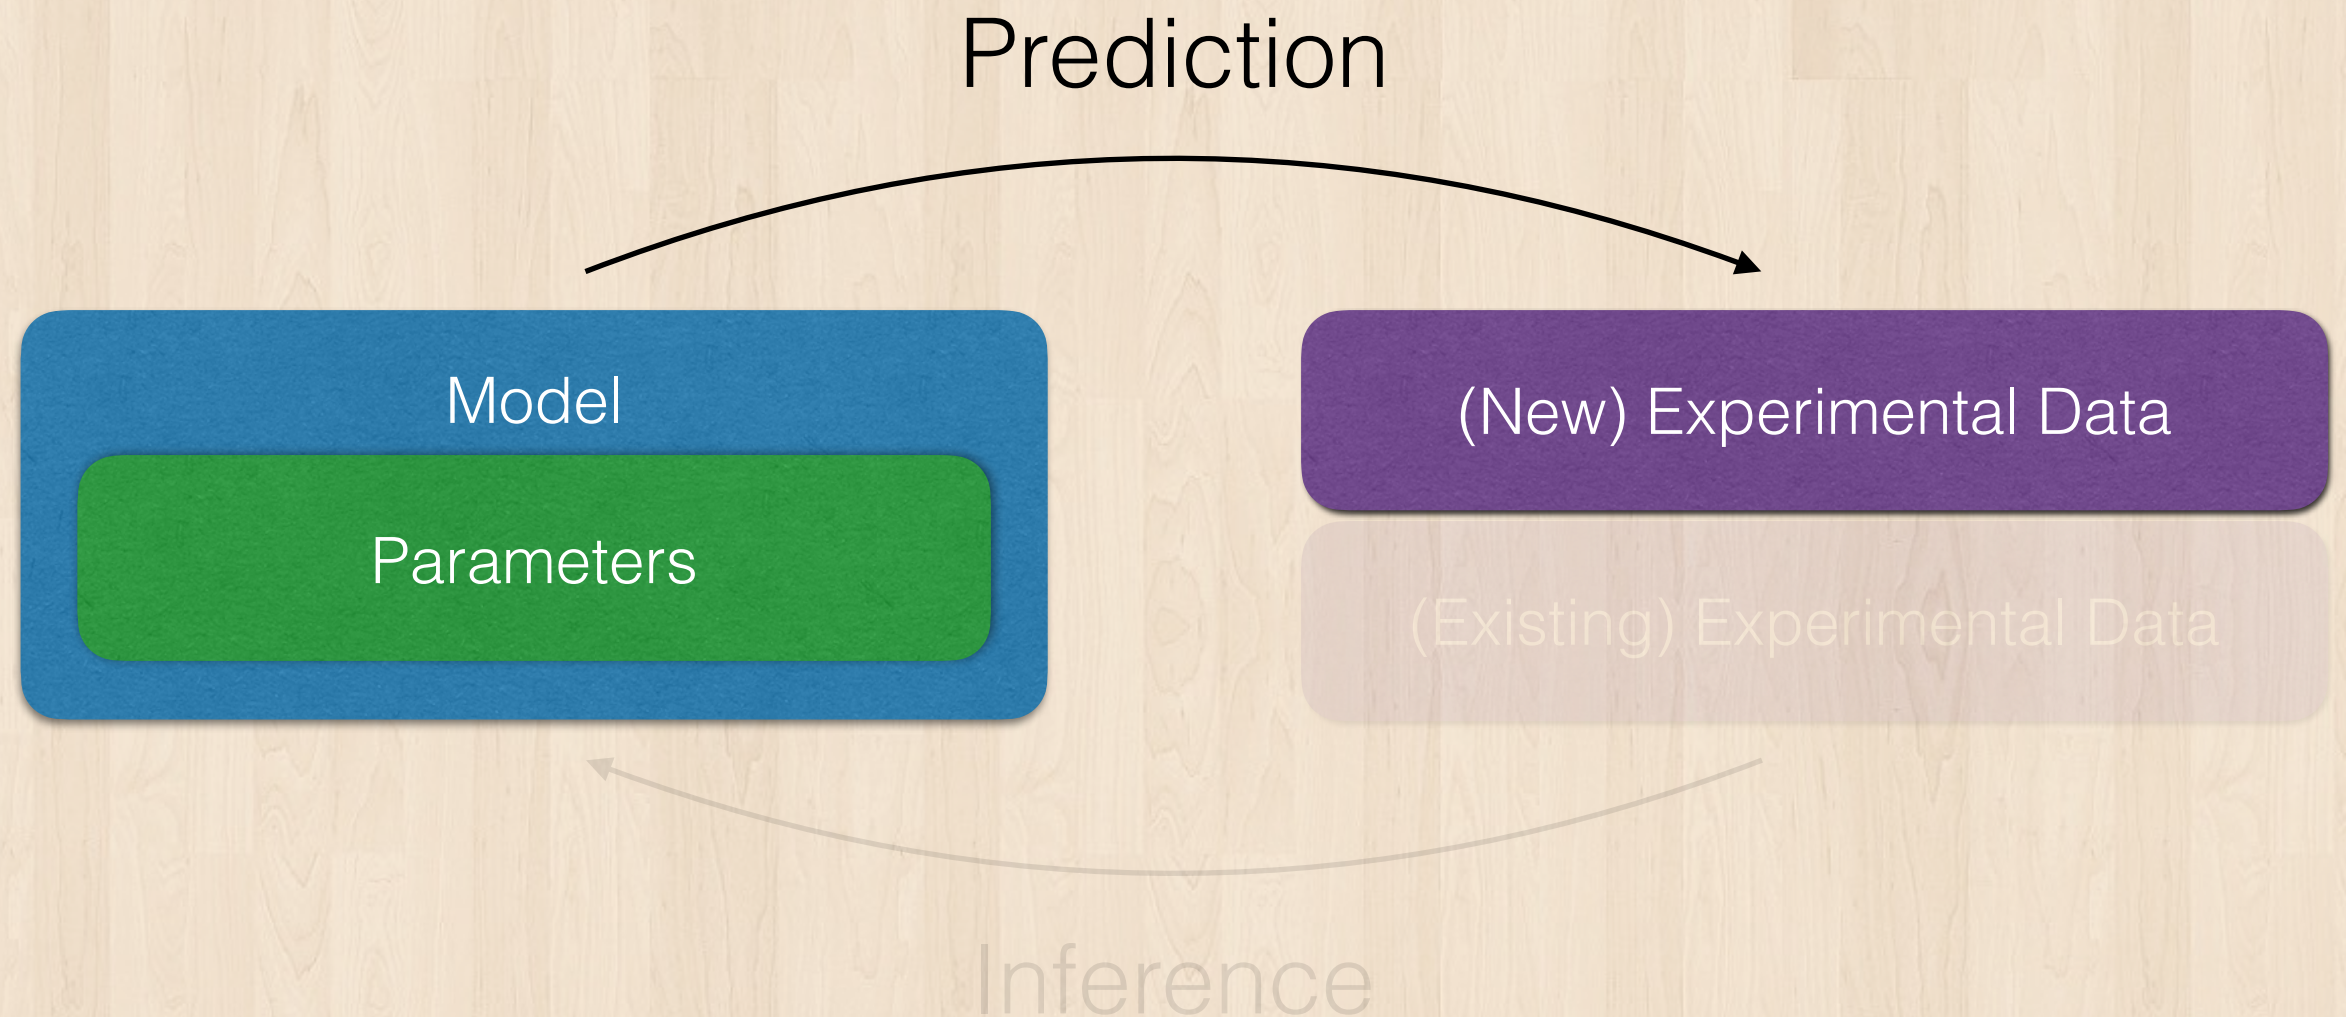 Prediction
Model
Parameters
(New) Experimental Data
(Existing) Experimental Data
Inference